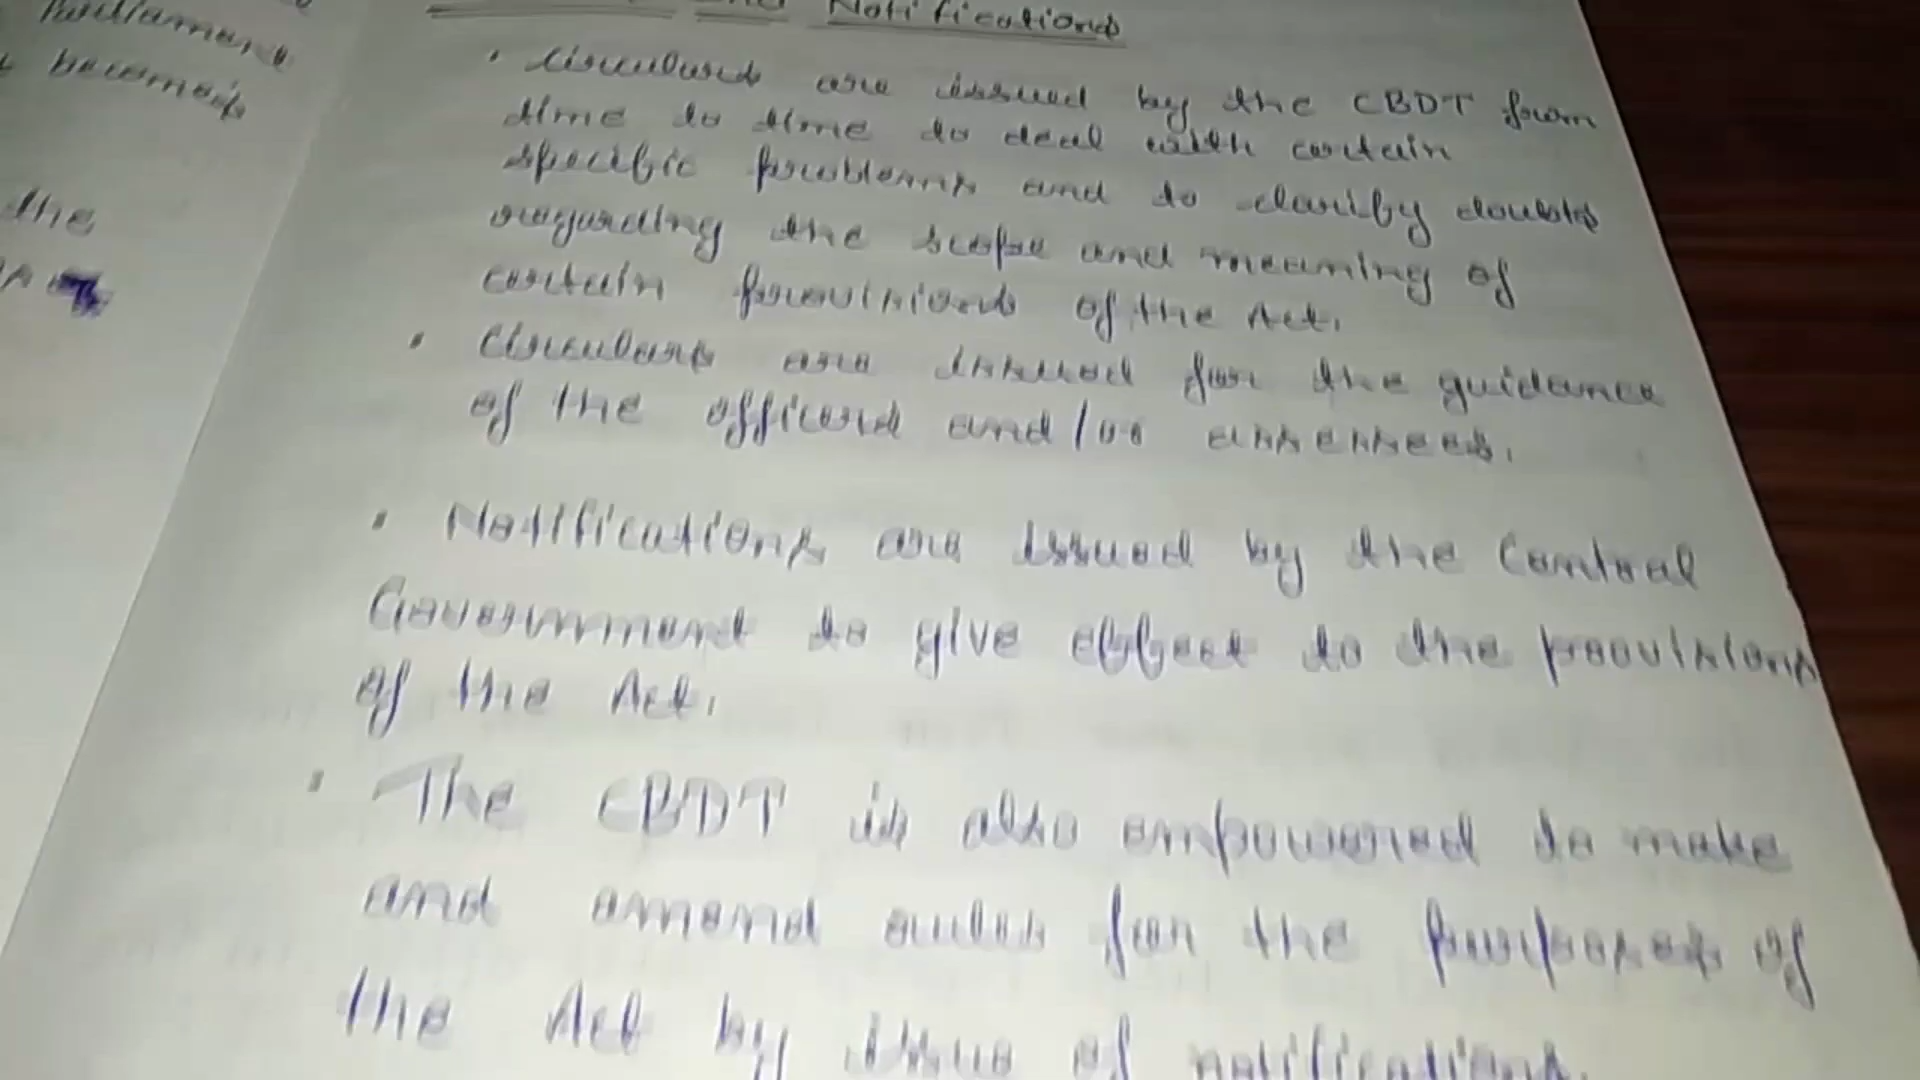 Parliament
becomes
the
Notifications
• Circulars are issued by the CBDT from
time to time to deal with certain
specific problems and to clarify doubts
regarding the scope and meaning of
certain provisions of the Act.
• Circulars are issued for the guidance
of the officers and/or assessees.
• Notifications are issued by the Central
Government to give effect to the provisions
of the Act.
• The CBDT is also empowered to make
and amend rules for the purposes of
the Act by issue of notifications.